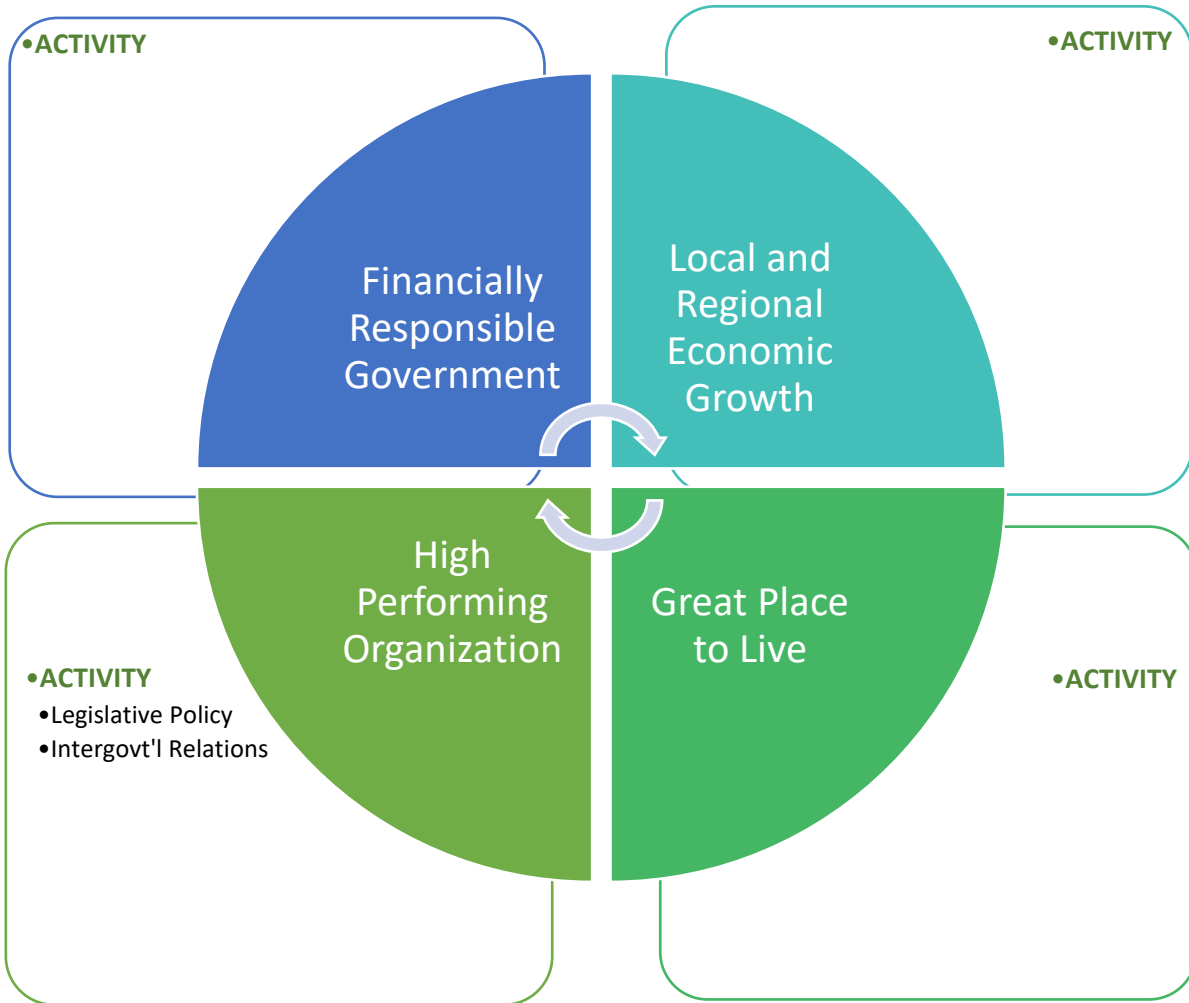 •ACTIVITY
•ACTIVITY
Financially
Responsible
Government
Local and
Regional
Economic
Growth
High
Performing
Organization
Great Place
to Live
•ACTIVITY
•Legislative Policy
•Intergovt'l Relations
•ACTIVITY